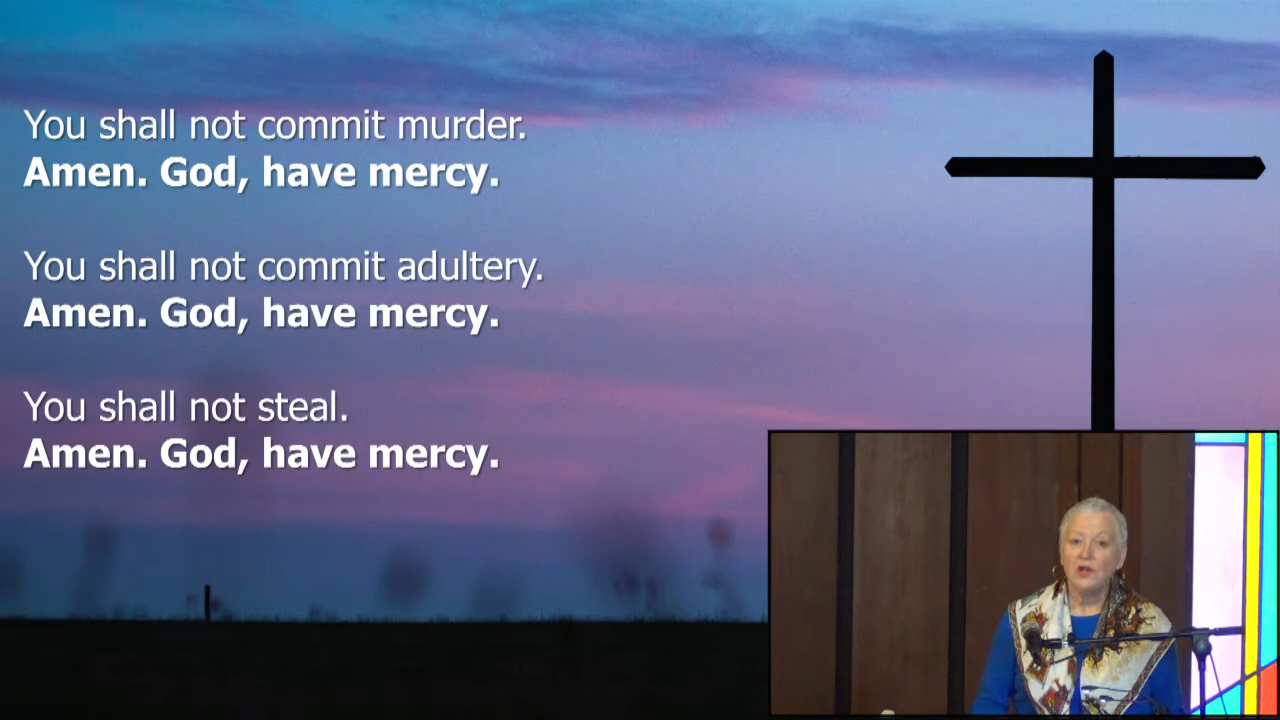 You shall not commit murder.
Amen. God, have mercy.
You shall not commit adultery.
Amen. God, have mercy.
You shall not steal.
Amen. God, have mercy.